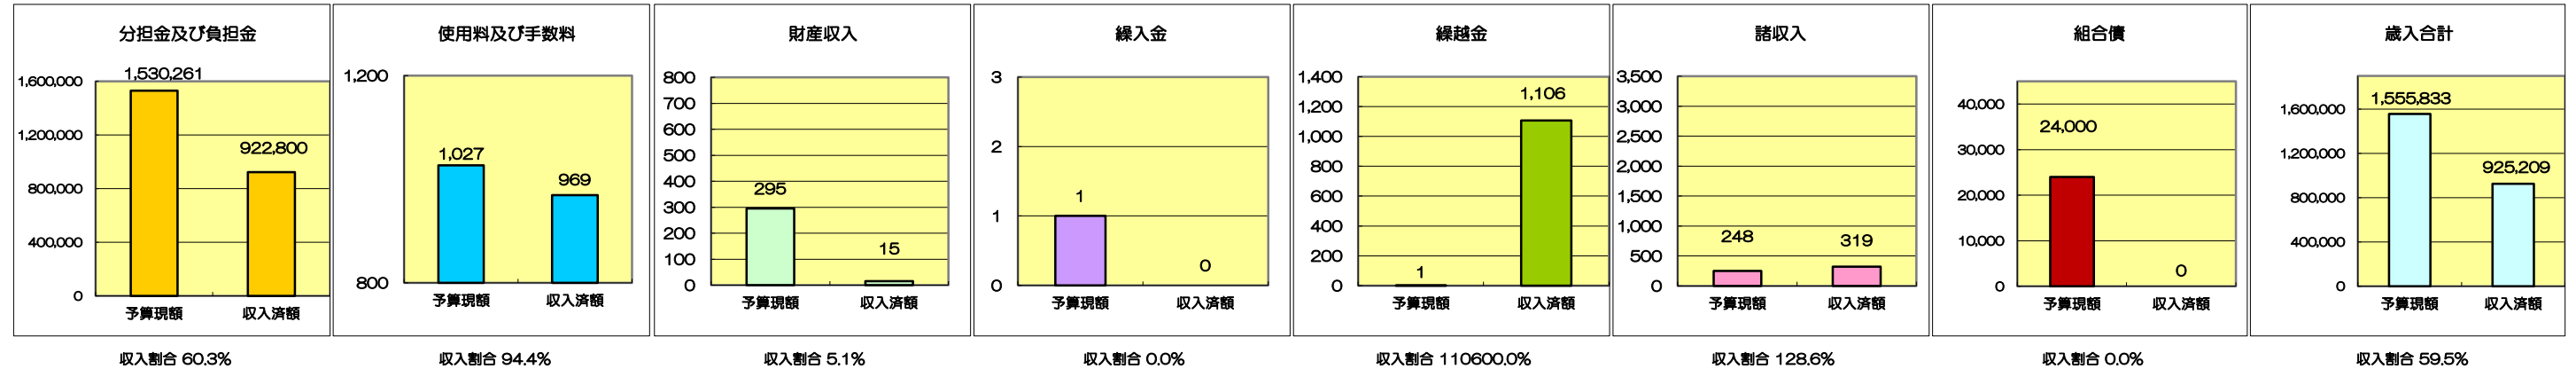 分担金及び負担金
1,600,000
1,200,000
800,000
400,000
0
1,530,261
922,800
予算現額
収入済額
収入割合 60.3%
使用料及び手数料
1,200
800
1,027
969
予算現額
収入済額
収入割合 94.4%
財産収入
800
700
600
500
400
300
200
100
0
295
15
予算現額
収入済額
収入割合 5.1%
繰入金
3
2
1
0
1
0
予算現額
収入済額
収入割合 0.0%
繰越金
1,400
1,200
1,000
800
600
400
200
0
1
1,106
予算現額
収入済額
収入割合 110600.0%
諸収入
3,500
3,000
2,500
2,000
1,500
1,000
500
0
248
319
予算現額
収入済額
収入割合 128.6%
組合債
40,000
30,000
20,000
10,000
0
24,000
0
予算現額
収入済額
収入割合 0.0%
歳入合計
1,600,000
1,200,000
800,000
400,000
0
1,555,833
925,209
予算現額
収入済額
収入割合 59.5%